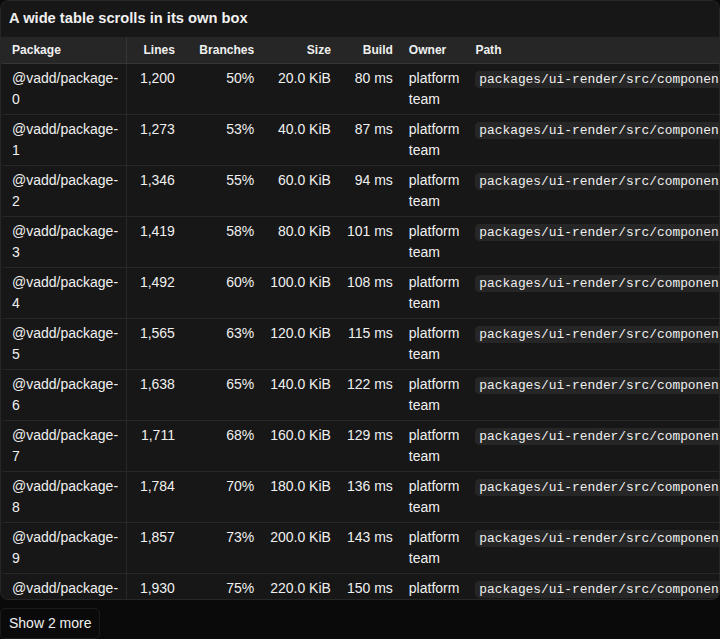 A wide table scrolls in its own box
Package Lines Branches Size Build Owner Path
@vadd/package-0 1,200 50% 20.0 KiB 80 ms platform team packages/ui-render/src/componen
@vadd/package-1 1,273 53% 40.0 KiB 87 ms platform team packages/ui-render/src/componen
@vadd/package-2 1,346 55% 60.0 KiB 94 ms platform team packages/ui-render/src/componen
@vadd/package-3 1,419 58% 80.0 KiB 101 ms platform team packages/ui-render/src/componen
@vadd/package-4 1,492 60% 100.0 KiB 108 ms platform team packages/ui-render/src/componen
@vadd/package-5 1,565 63% 120.0 KiB 115 ms platform team packages/ui-render/src/componen
@vadd/package-6 1,638 65% 140.0 KiB 122 ms platform team packages/ui-render/src/componen
@vadd/package-7 1,711 68% 160.0 KiB 129 ms platform team packages/ui-render/src/componen
@vadd/package-8 1,784 70% 180.0 KiB 136 ms platform team packages/ui-render/src/componen
@vadd/package-9 1,857 73% 200.0 KiB 143 ms platform team packages/ui-render/src/componen
@vadd/package- 1,930 75% 220.0 KiB 150 ms platform packages/ui-render/src/componen
Show 2 more